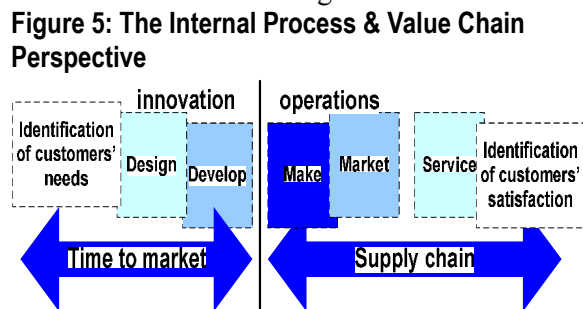 Figure 5: The Internal Process & Value Chain
Perspective
innovation
operations
Identification
of customers'
needs
Design
Develop
Make
Market
Service
Identification
of customers'
satisfaction
Time to market
Supply chain